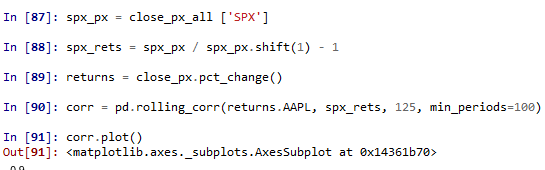 In [87]: spx_px = close_px_all ['SPX']
In [88]: spx_rets = spx_px / spx_px.shift(1) - 1
In [89]: returns = close_px.pct_change()
In [90]: corr = pd.rolling_corr(returns.AAPL, spx_rets, 125, min_periods=100)
In [91]: corr.plot()
Out[91]: <matplotlib.axes._subplots.AxesSubplot at 0x14361b70>